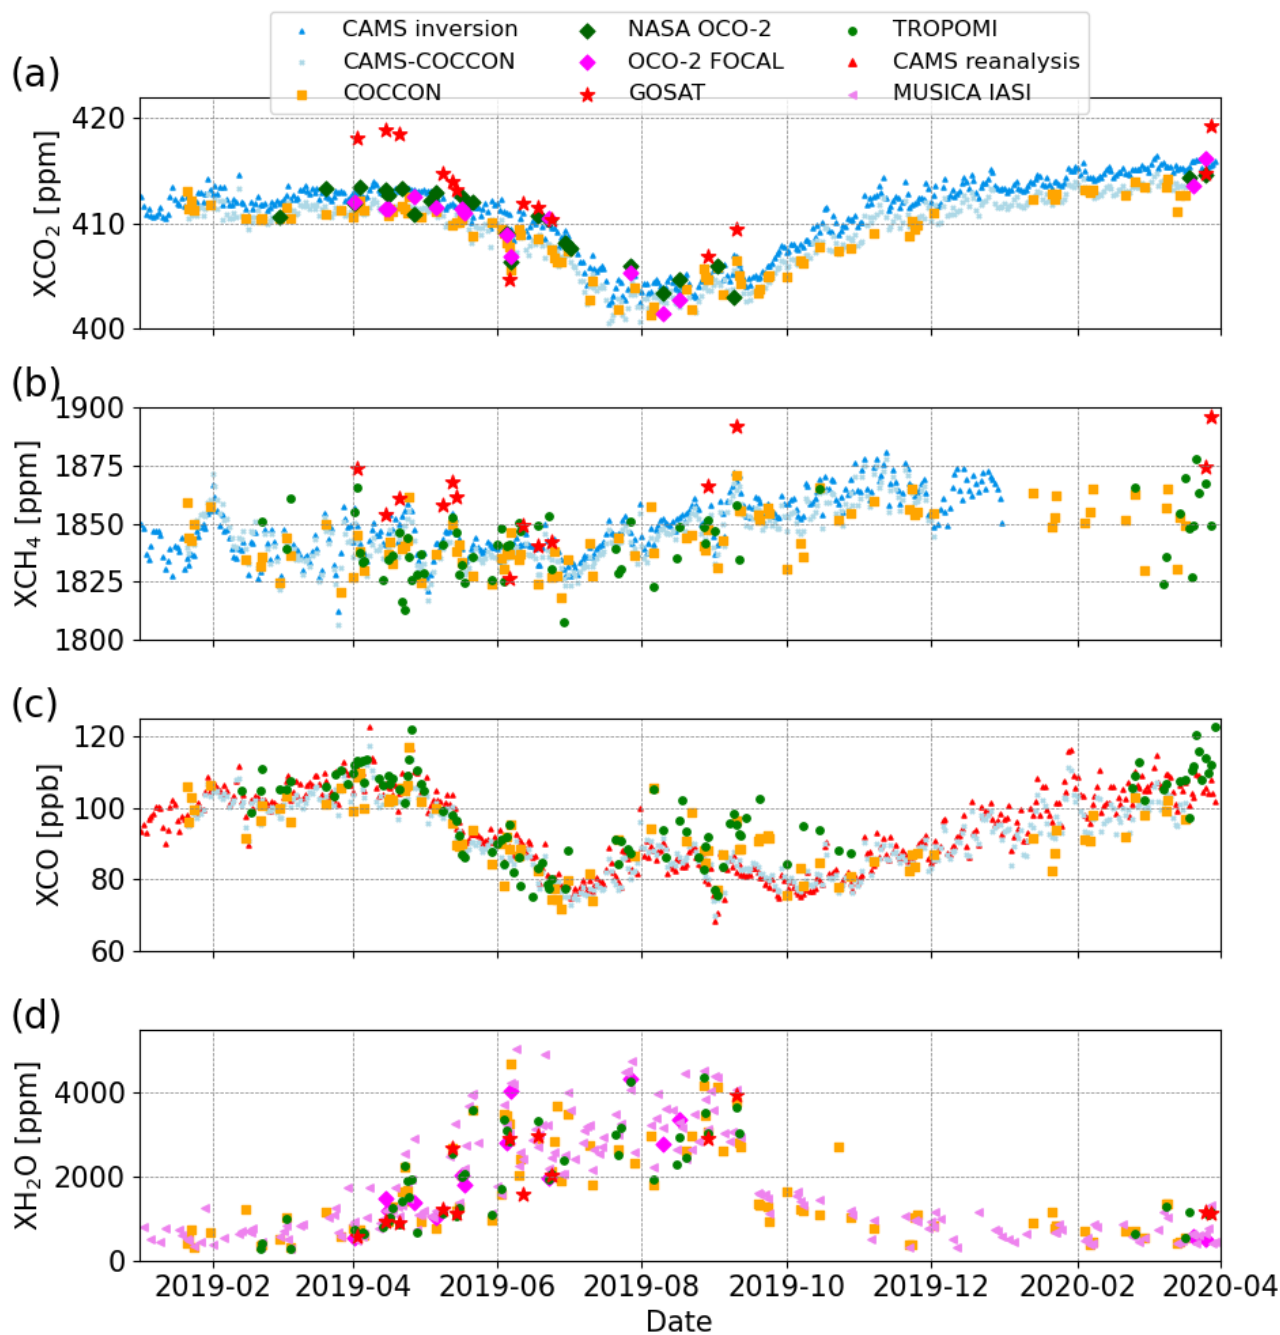 CAMS inversion NASA OCO-2 TROPOMI
CAMS-COCCON OCO-2 FOCAL CAMS reanalysis
COCCON GOSAT MUSICA IASI
(a)
420
410
400
XCO₂ [ppm]
(b)
1900
1875
1850
1825
1800
XCH₄ [ppm]
(c)
120
100
80
60
XCO [ppb]
(d)
4000
2000
0
XH₂O [ppm]
2019-02 2019-04 2019-06 2019-08 2019-10 2019-12 2020-02 2020-04
Date